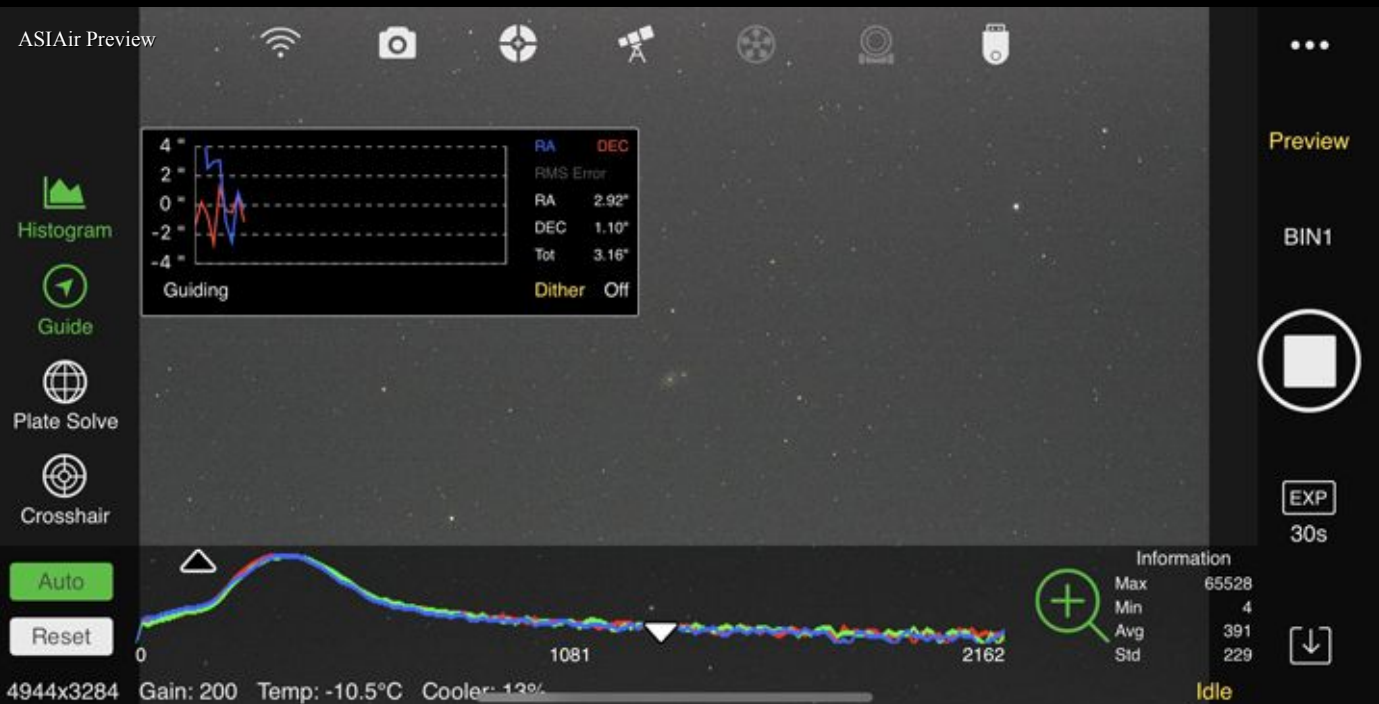 ASIAir Preview
Preview
BIN1
EXP
30s
Histogram
Guide
Plate Solve
Crosshair
Auto
Reset
4 "
2 "
0 "
-2 "
-4 "
Guiding
RA DEC
RMS Error
RA 2.92"
DEC 1.10"
Tot 3.16"
Dither Off
0 1081 2162
Information
Max 65528
Min 4
Avg 391
Std 229
4944x3284 Gain: 200 Temp: -10.5°C Cooler: 13%
Idle